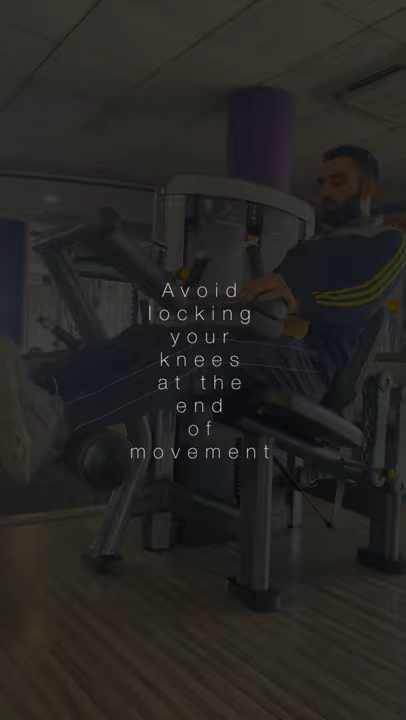 Avoid
locking
your
knees
at the
end
of
movement